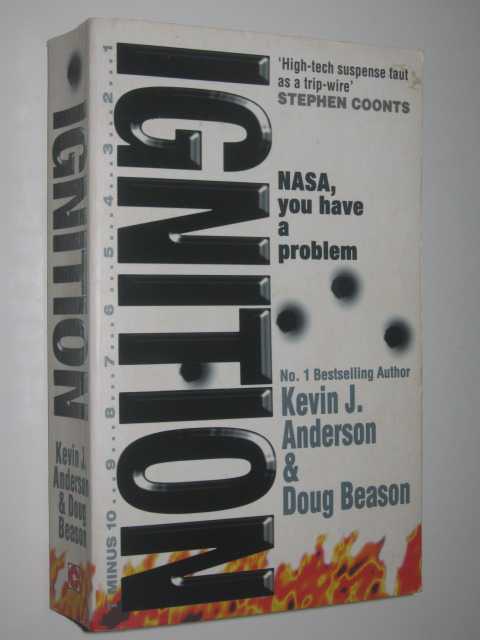 IGNITION
Kevin J.
Anderson
& Doug
Beason
MINUS 10...9...8...7...6...5...4...3...2...1
IGNITION
'High-tech suspense taut
as a trip-wire'
STEPHEN COONTS
NASA,
you have
a
problem
No. 1 Bestselling Author
Kevin J.
Anderson
&
Doug Beason